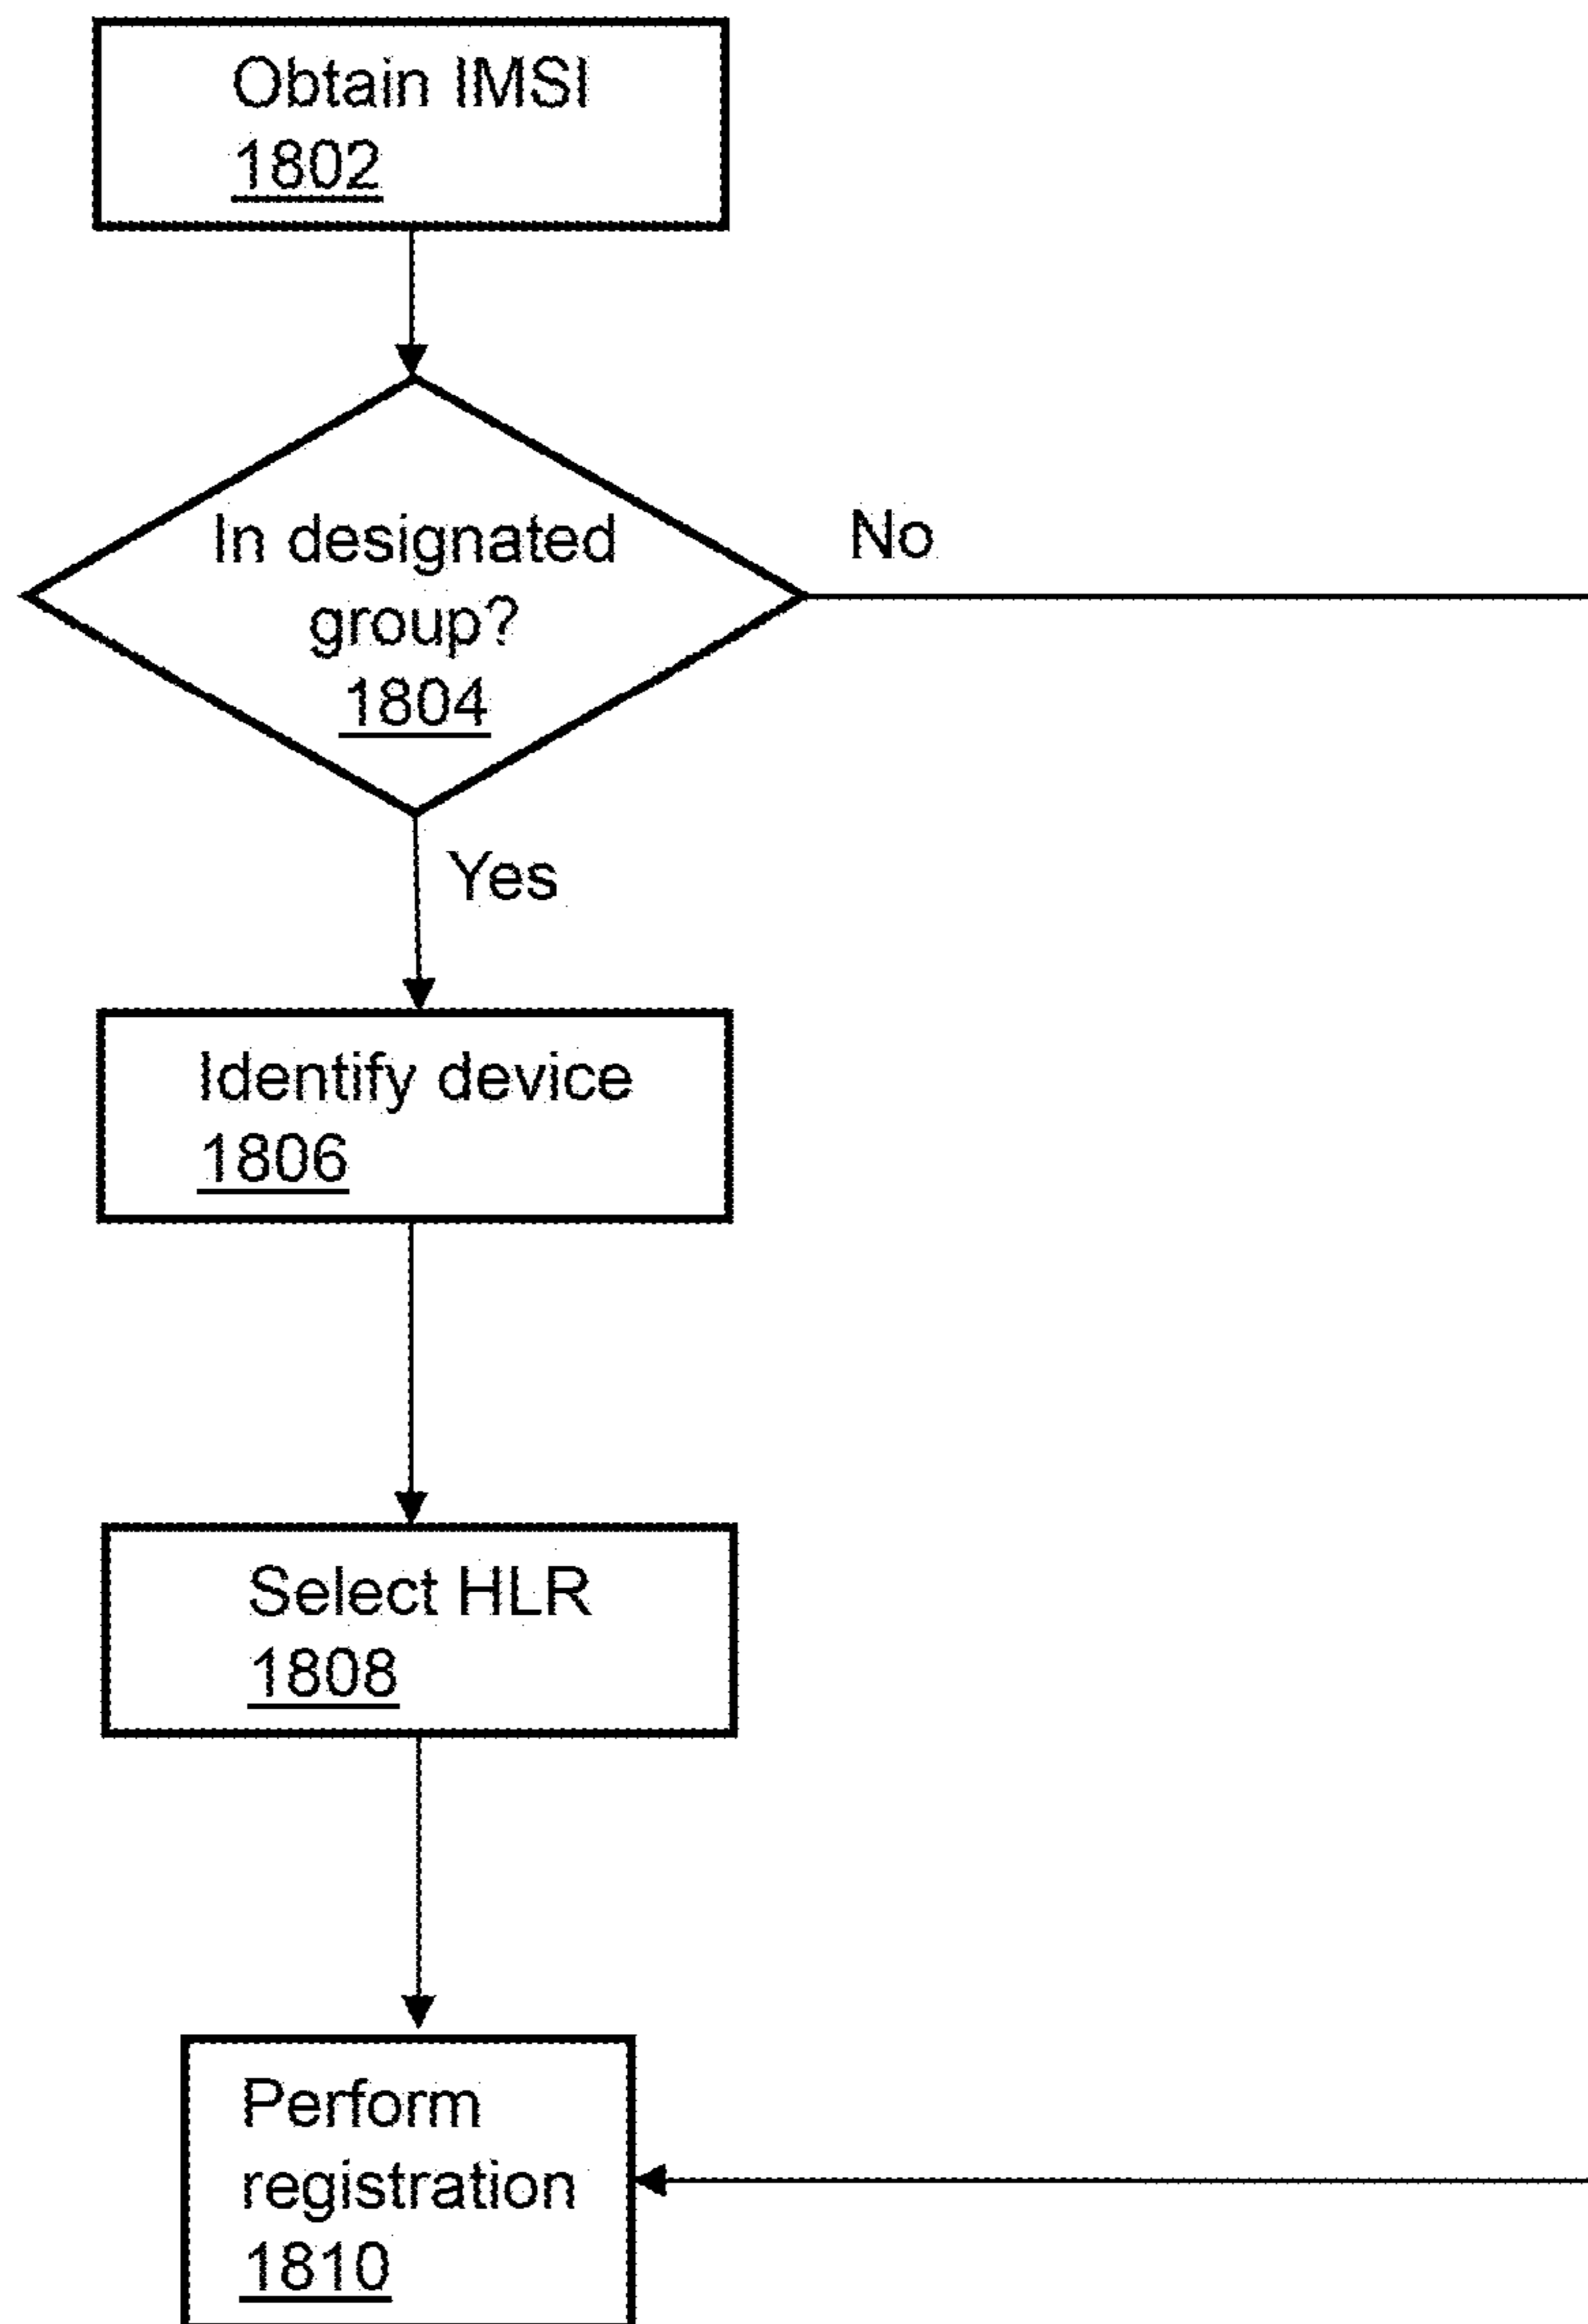 Obtain IMSI
1802
In designated
group?
1804
No
Yes
Identify device
1806
Select HLR
1808
Perform
registration
1810